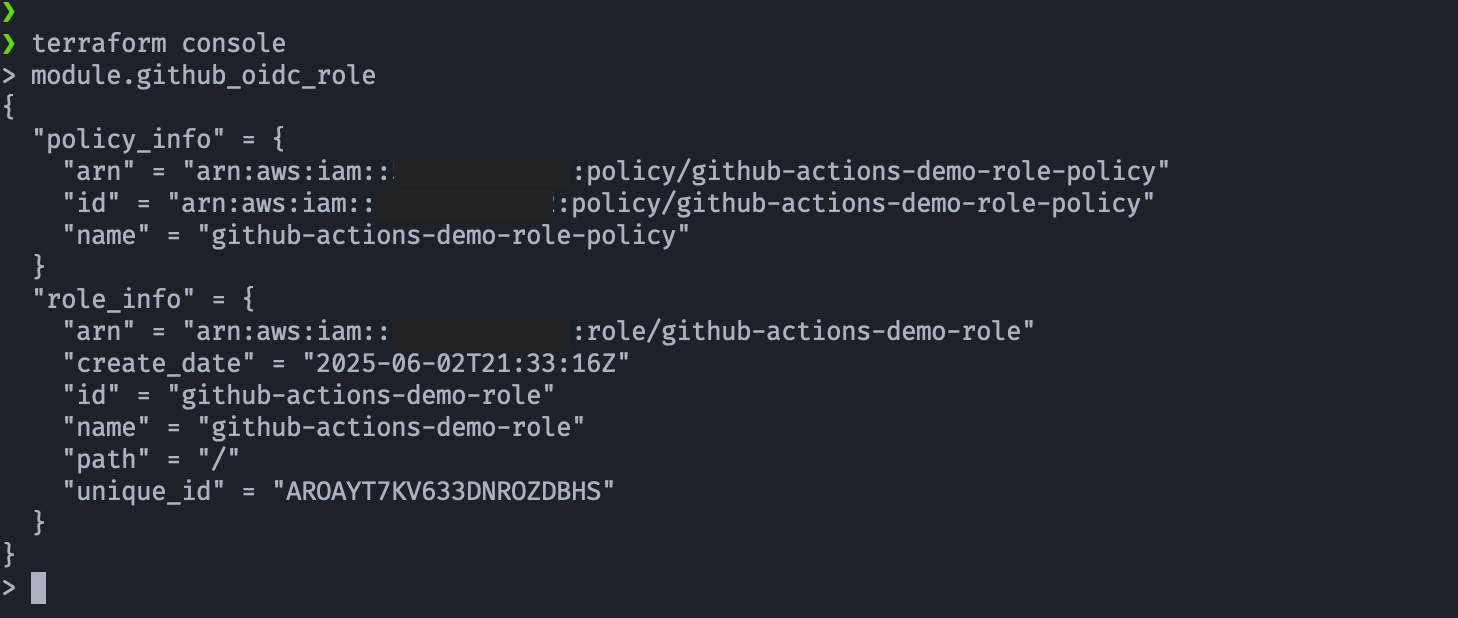 ❯
❯ terraform console
> module.github_oidc_role
{
  "policy_info" = {
    "arn" = "arn:aws:iam:: :policy/github-actions-demo-role-policy"
    "id" = "arn:aws:iam:: :policy/github-actions-demo-role-policy"
    "name" = "github-actions-demo-role-policy"
  }
  "role_info" = {
    "arn" = "arn:aws:iam:: :role/github-actions-demo-role"
    "create_date" = "2025-06-02T21:33:16Z"
    "id" = "github-actions-demo-role"
    "name" = "github-actions-demo-role"
    "path" = "/"
    "unique_id" = "AROAYT7KV633DNROZDBHS"
  }
}
>